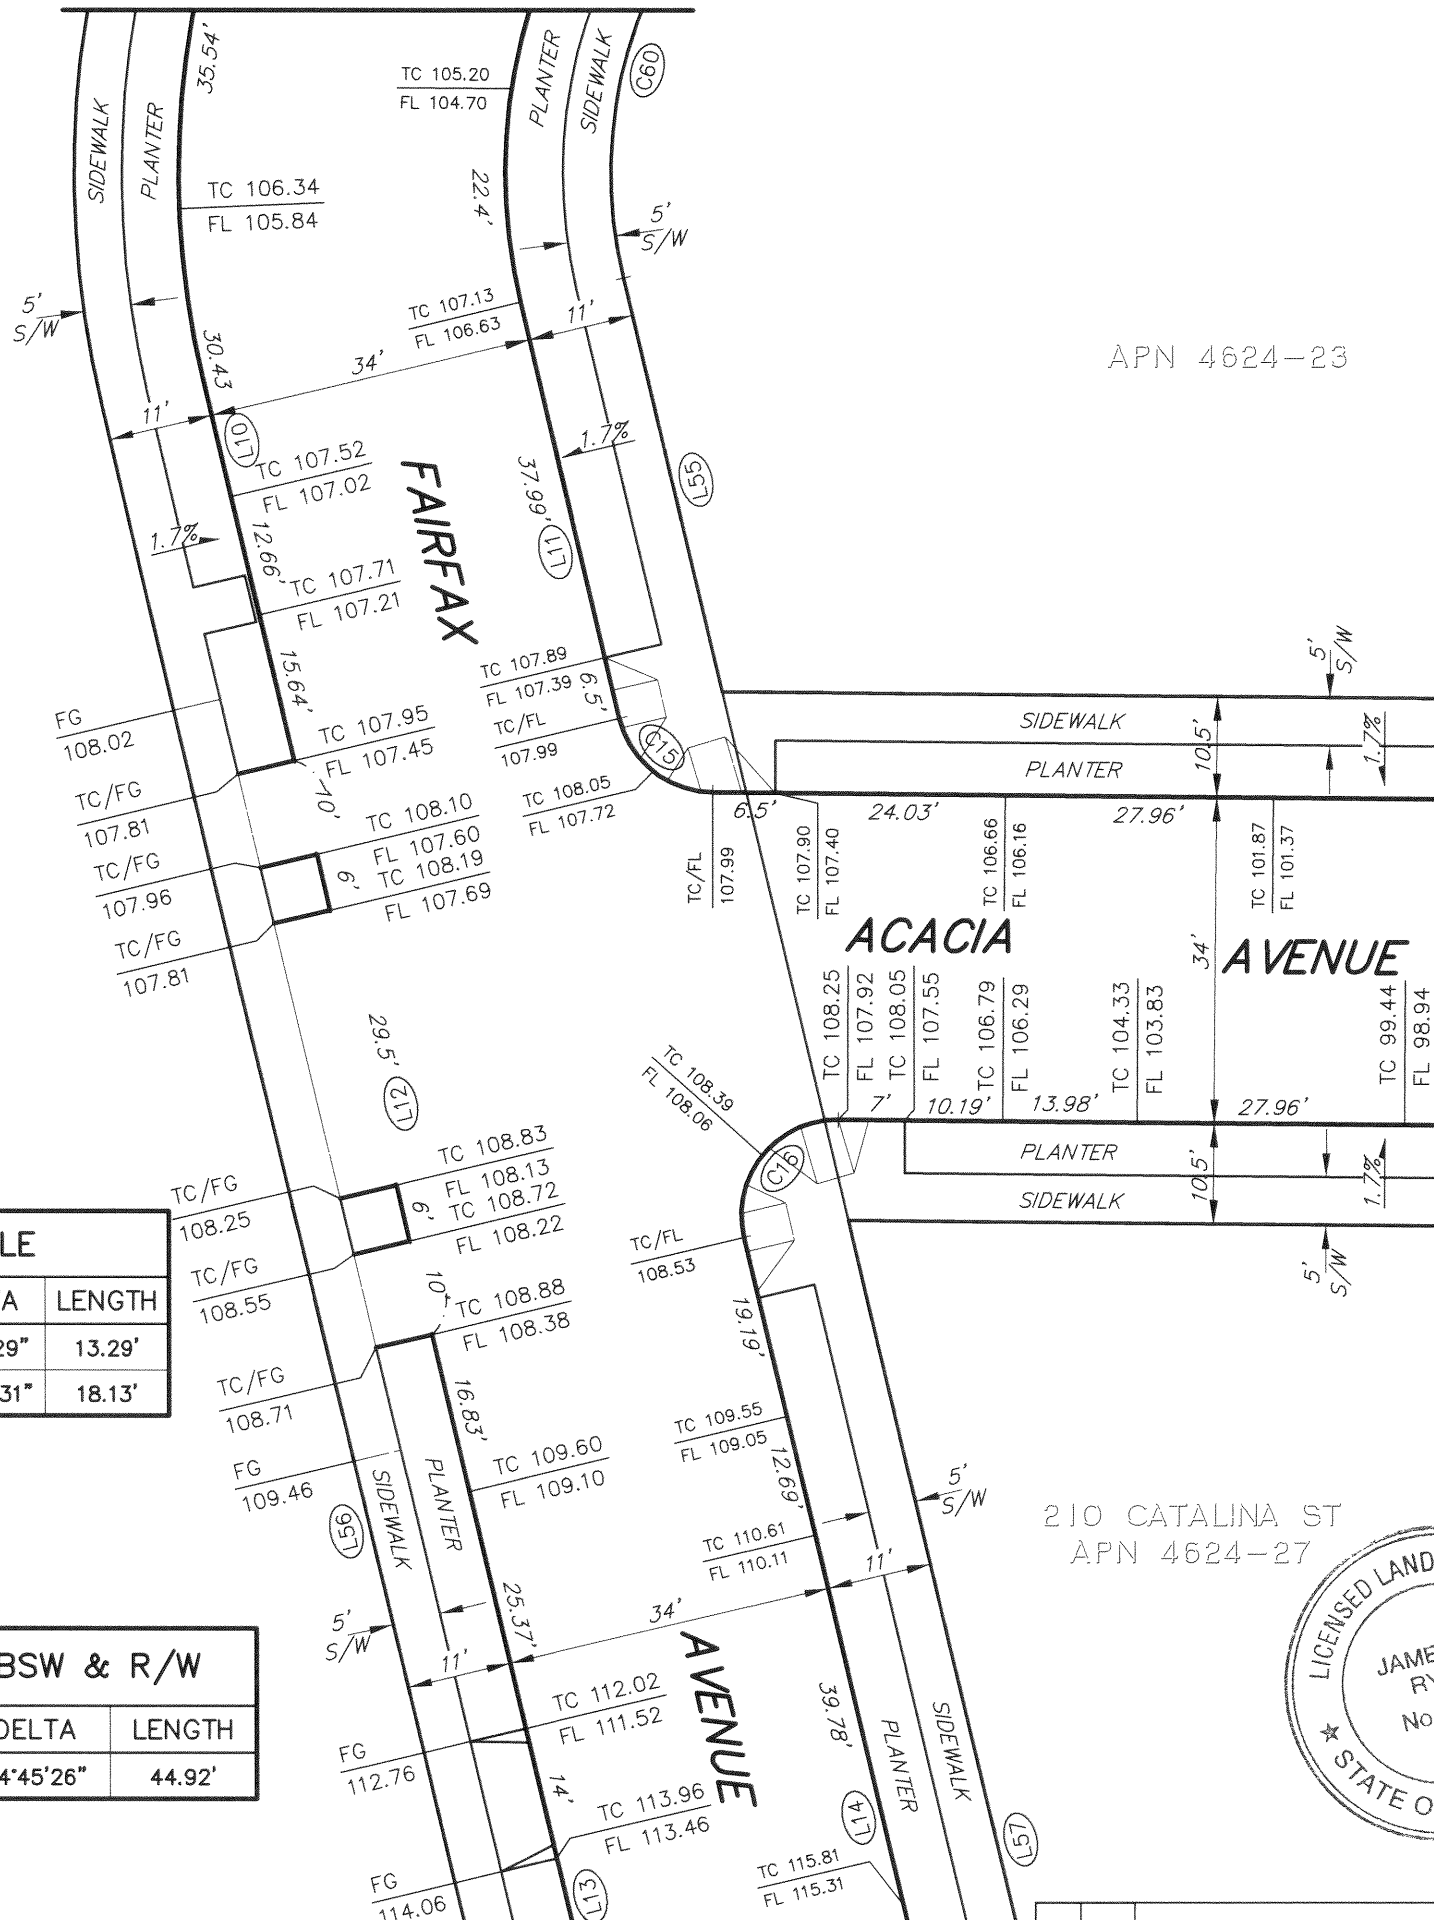 35.54'
SIDEWALK
PLANTER
TC 105.20
FL 104.70
PLANTER
SIDEWALK
C60
TC 106.34
FL 105.84
22.4'
5'
S/W
5'
S/W
TC 107.13
FL 106.63
11'
34'
30.43
11'
L10
APN 4624-23
TC 107.52
FL 107.02
1.7%
L55
FAIRFAX
37.99'
L11
1.7%
12.66'
TC 107.71
FL 107.21
15.64'
TC 107.89
FL 107.39
6.5'
TC/FL
107.99
C15
FG
108.02
TC 107.95
FL 107.45
10'
TC/FG
107.81
TC 108.10
FL 107.60
TC 108.05
FL 107.72
TC/FG
107.96
6'
TC 108.19
FL 107.69
TC/FG
107.81
5'
S/W
SIDEWALK
PLANTER
10.5'
1.7%
6.5'
24.03'
27.96'
TC/FL
107.99
TC 107.90
FL 107.40
TC 106.66
FL 106.16
TC 101.87
FL 101.37
ACACIA
AVENUE
34'
TC 108.25
FL 107.92
TC 108.05
FL 107.55
TC 106.79
FL 106.29
TC 104.33
FL 103.83
TC 99.44
FL 98.94
29.5'
L12
TC 108.39
FL 108.06
C16
7'
10.19'
13.98'
27.96'
PLANTER
SIDEWALK
10.5'
1.7%
5'
S/W
TC/FG
108.25
TC 108.83
FL 108.13
6'
TC 108.72
FL 108.22
TC/FG
108.55
TC/FL
108.53
10'
TC 108.88
FL 108.38
LE
A LENGTH
29" 13.29'
31" 18.13'
TC/FG
108.71
16.83'
19.19'
TC 109.55
FL 109.05
FG
109.46
TC 109.60
FL 109.10
12.69'
L56
SIDEWALK
PLANTER
TC 110.61
FL 110.11
5'
S/W
11'
210 CATALINA ST
APN 4624-27
5'
S/W
25.37'
34'
11'
BSW & R/W
DELTA LENGTH
4°45'26" 44.92'
AVENUE
TC 112.02
FL 111.52
FG
112.76
14'
TC 113.96
FL 113.46
FG
114.06
L13
39.78'
PLANTER
SIDEWALK
L14
L57
TC 115.81
FL 115.31
LICENSED LAND
JAME
RY
No
STATE O